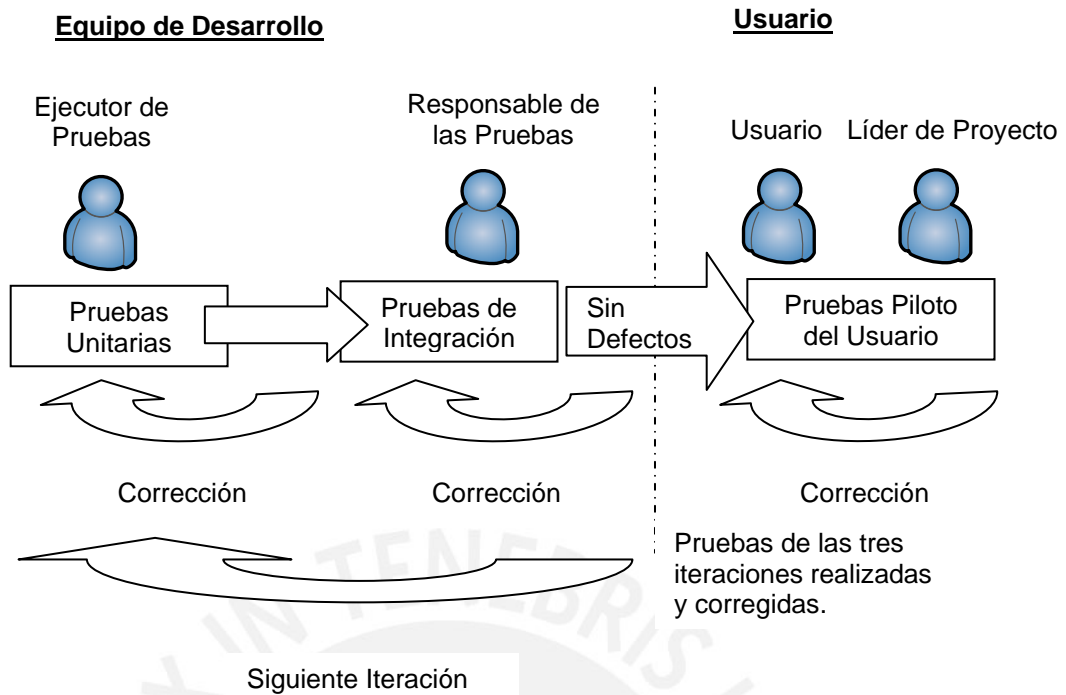 Equipo de Desarrollo
Usuario
Ejecutor de
Pruebas
Responsable de
las Pruebas
Usuario
Líder de Proyecto
Pruebas
Unitarias
Pruebas de
Integración
Sin
Defectos
Pruebas Piloto
del Usuario
Corrección
Corrección
Corrección
Pruebas de las tres
iteraciones realizadas
y corregidas.
Siguiente Iteración
IN TENEBRIS